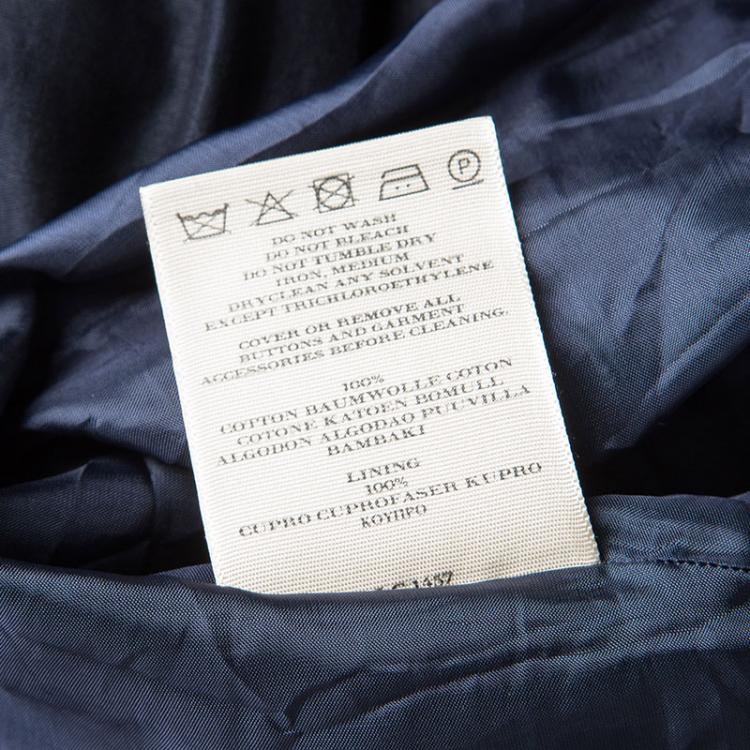 P
DO NOT WASH
DO NOT BLEACH
DO NOT TUMBLE DRY
IRON, MEDIUM
DRYCLEAN ANY SOLVENT
EXCEPT TRICHLOROETHYLENE
COVER OR REMOVE ALL
BUTTONS AND GARMENT
ACCESSORIES BEFORE CLEANING.
100%
COTTON BAUMWOLLE COTON
COTONE KATOEN BOMULL
ALGODON ALGODAO PUUVILLA
BAMBAKI
LINING
100%
CUPRO CUPROFASER KUPRO
ΚΟΥΠΡΟ
1457